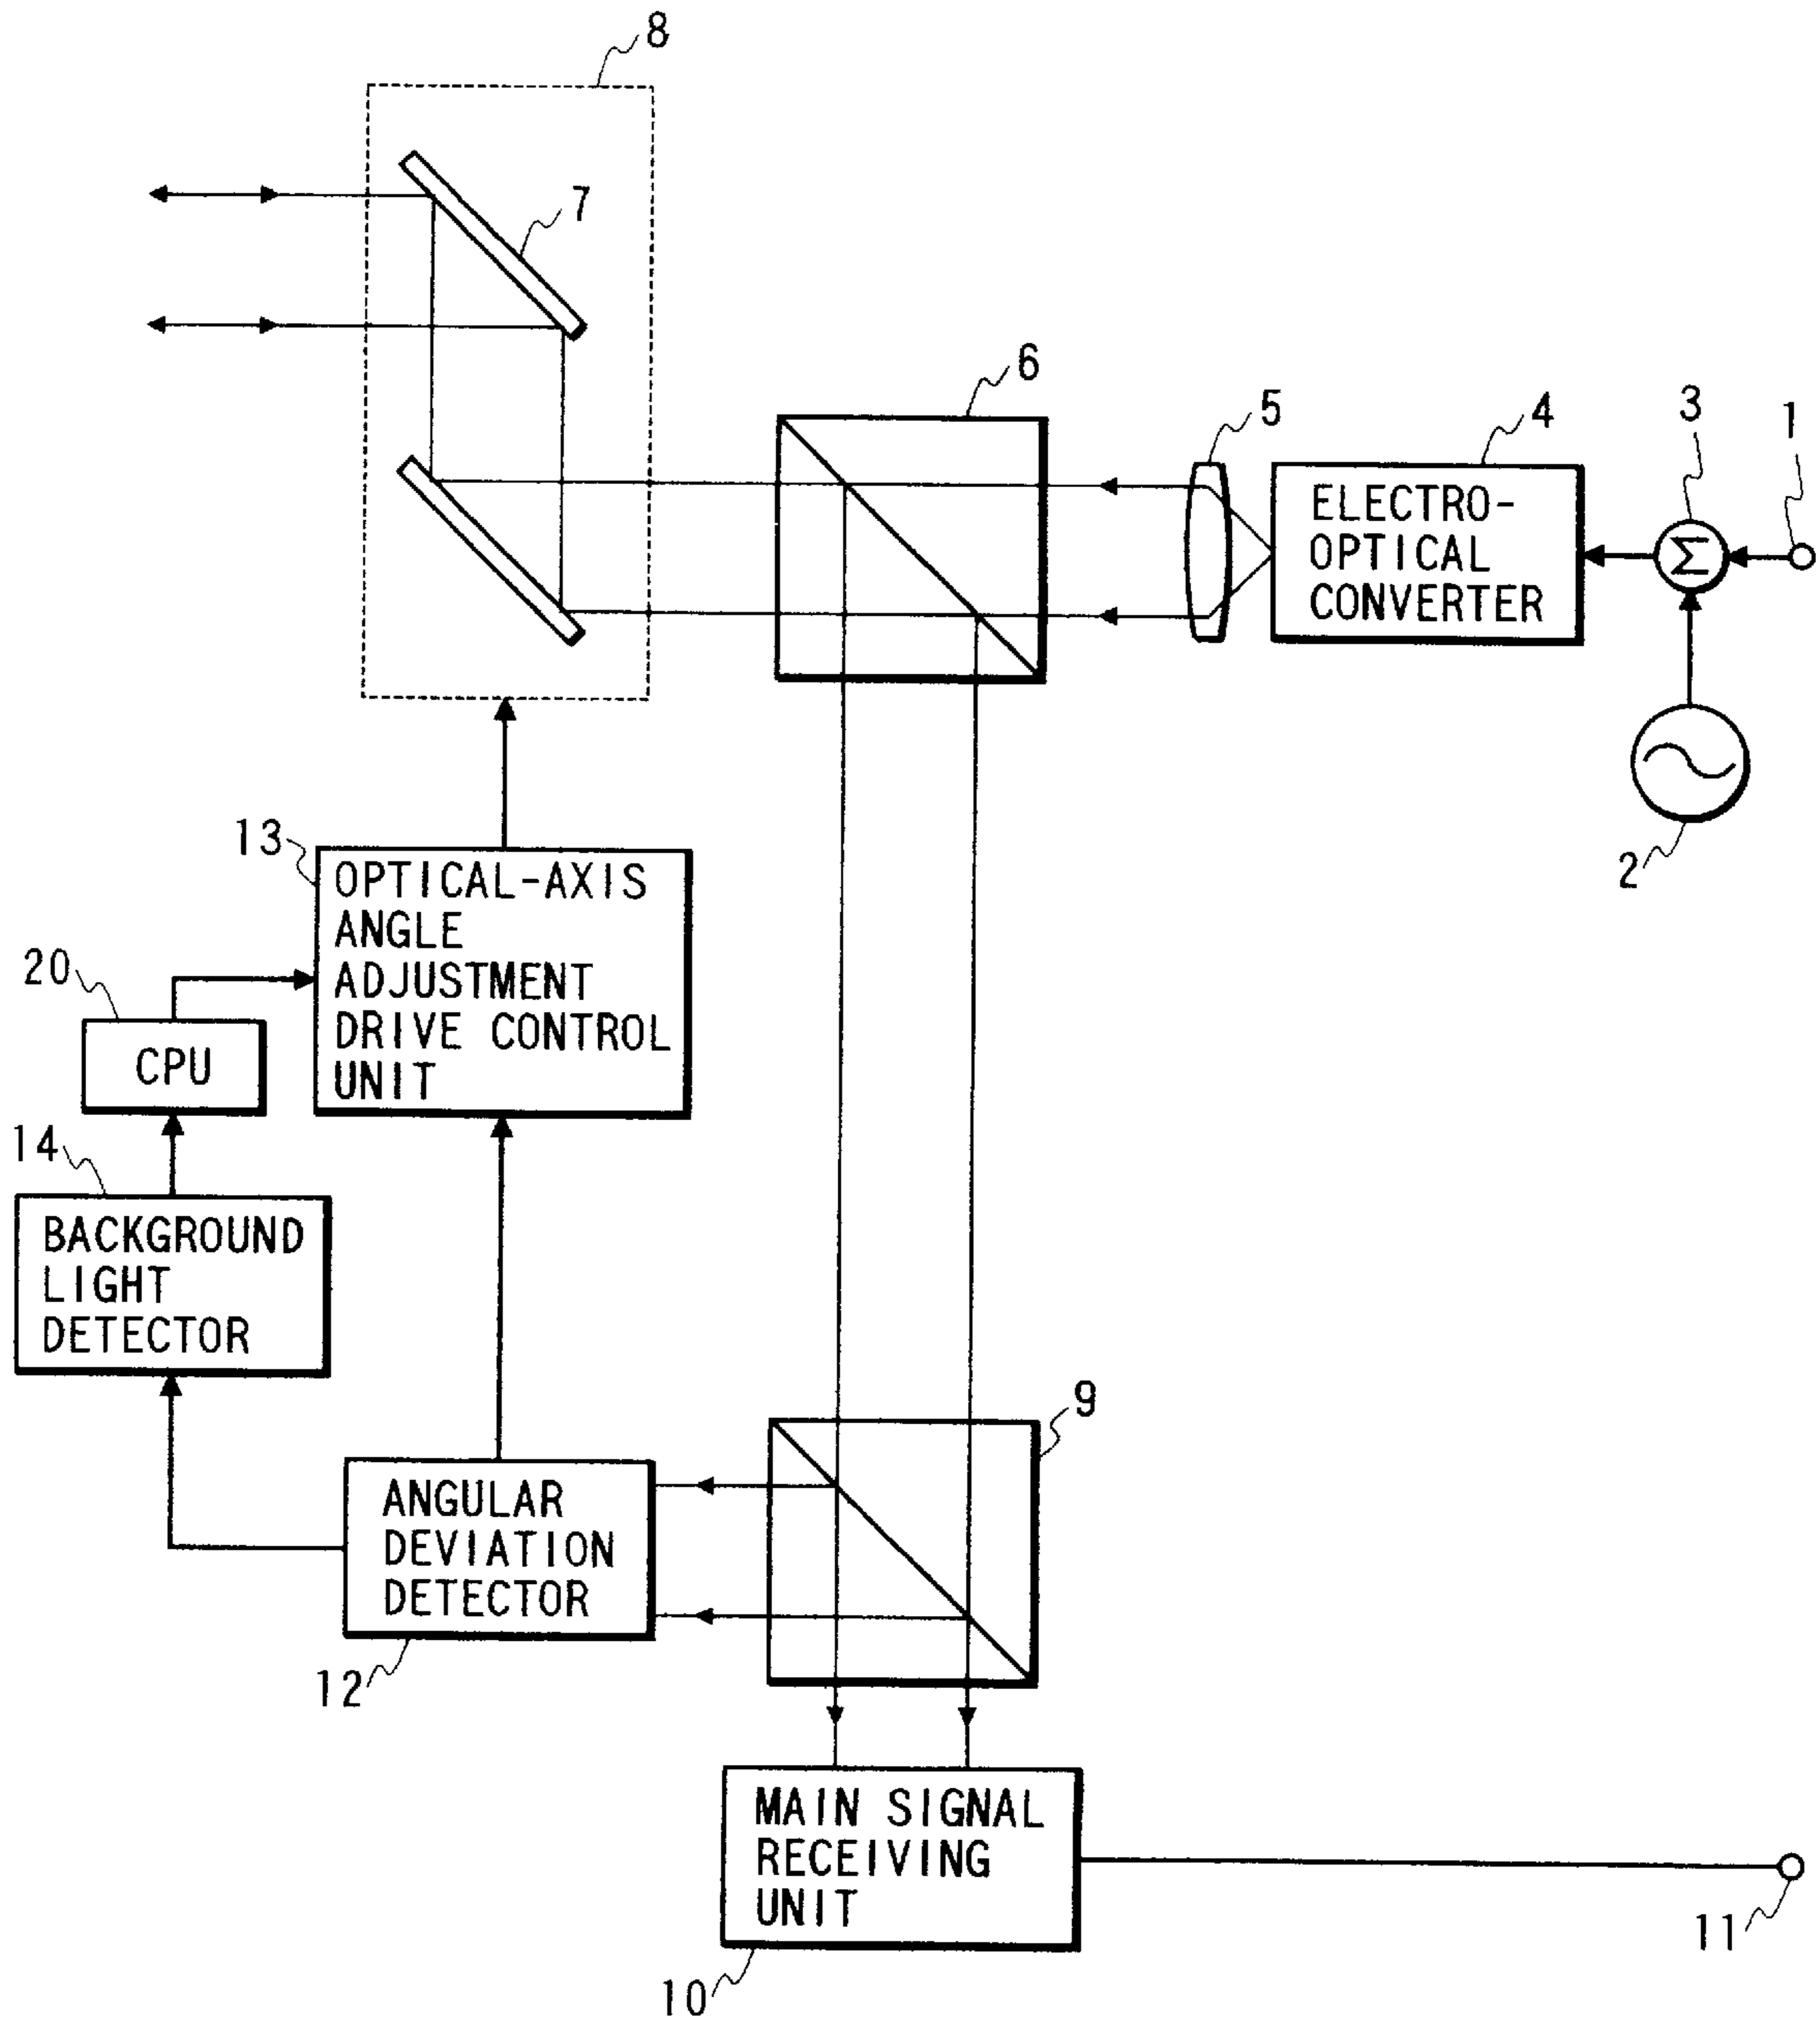 8
7
6
5
4
3
1
ELECTRO-
OPTICAL
CONVERTER
Σ
2
13
OPTICAL-AXIS
ANGLE
ADJUSTMENT
DRIVE CONTROL
UNIT
20
CPU
14
BACKGROUND
LIGHT
DETECTOR
9
ANGULAR
DEVIATION
DETECTOR
12
MAIN SIGNAL
RECEIVING
UNIT
10
11